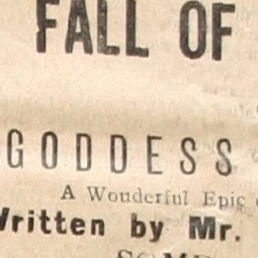 FALL OF
GODDESS
A Wonderful Epic
Written by Mr.